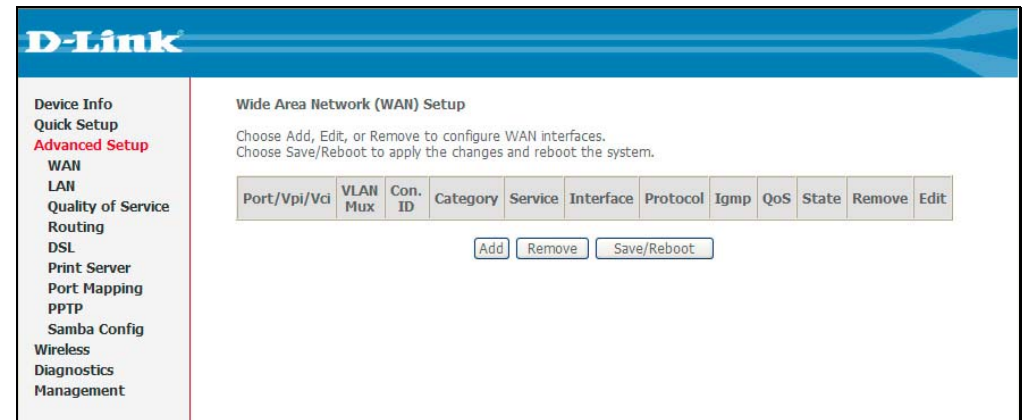 D-Link
Device Info
Quick Setup
Advanced Setup
WAN
LAN
Quality of Service
Routing
DSL
Print Server
Port Mapping
PPTP
Samba Config
Wireless
Diagnostics
Management
Wide Area Network (WAN) Setup
Choose Add, Edit, or Remove to configure WAN interfaces.
Choose Save/Reboot to apply the changes and reboot the system.
Port/Vpi/Vci VLAN Mux Con. ID Category Service Interface Protocol Igmp QoS State Remove Edit
Add Remove Save/Reboot